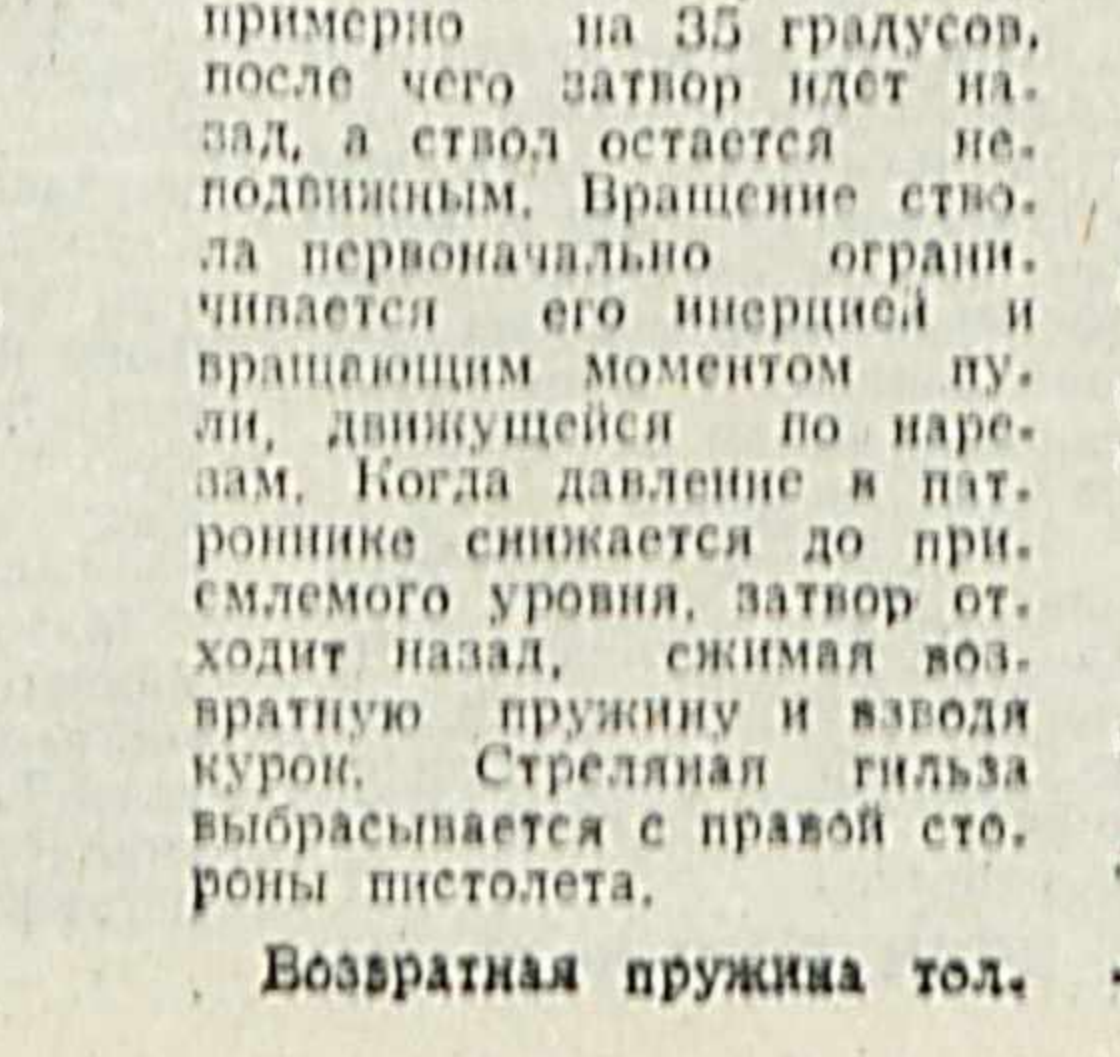 примерно на 35 градусов,
после чего затвор идет на-
зад, а ствол остается не-
подвижным. Вращение ство-
ла первоначально ограни-
чивается его инерцией и
вращающим моментом пу-
ли, движущейся по наре-
зам. Когда давление в пат-
роннике снижается до при-
емлемого уровня, затвор от-
ходит назад, сжимая воз-
вратную пружину и взводя
курок. Стреляная гильза
выбрасывается с правой сто-
роны пистолета.
Возвратная пружина тол-